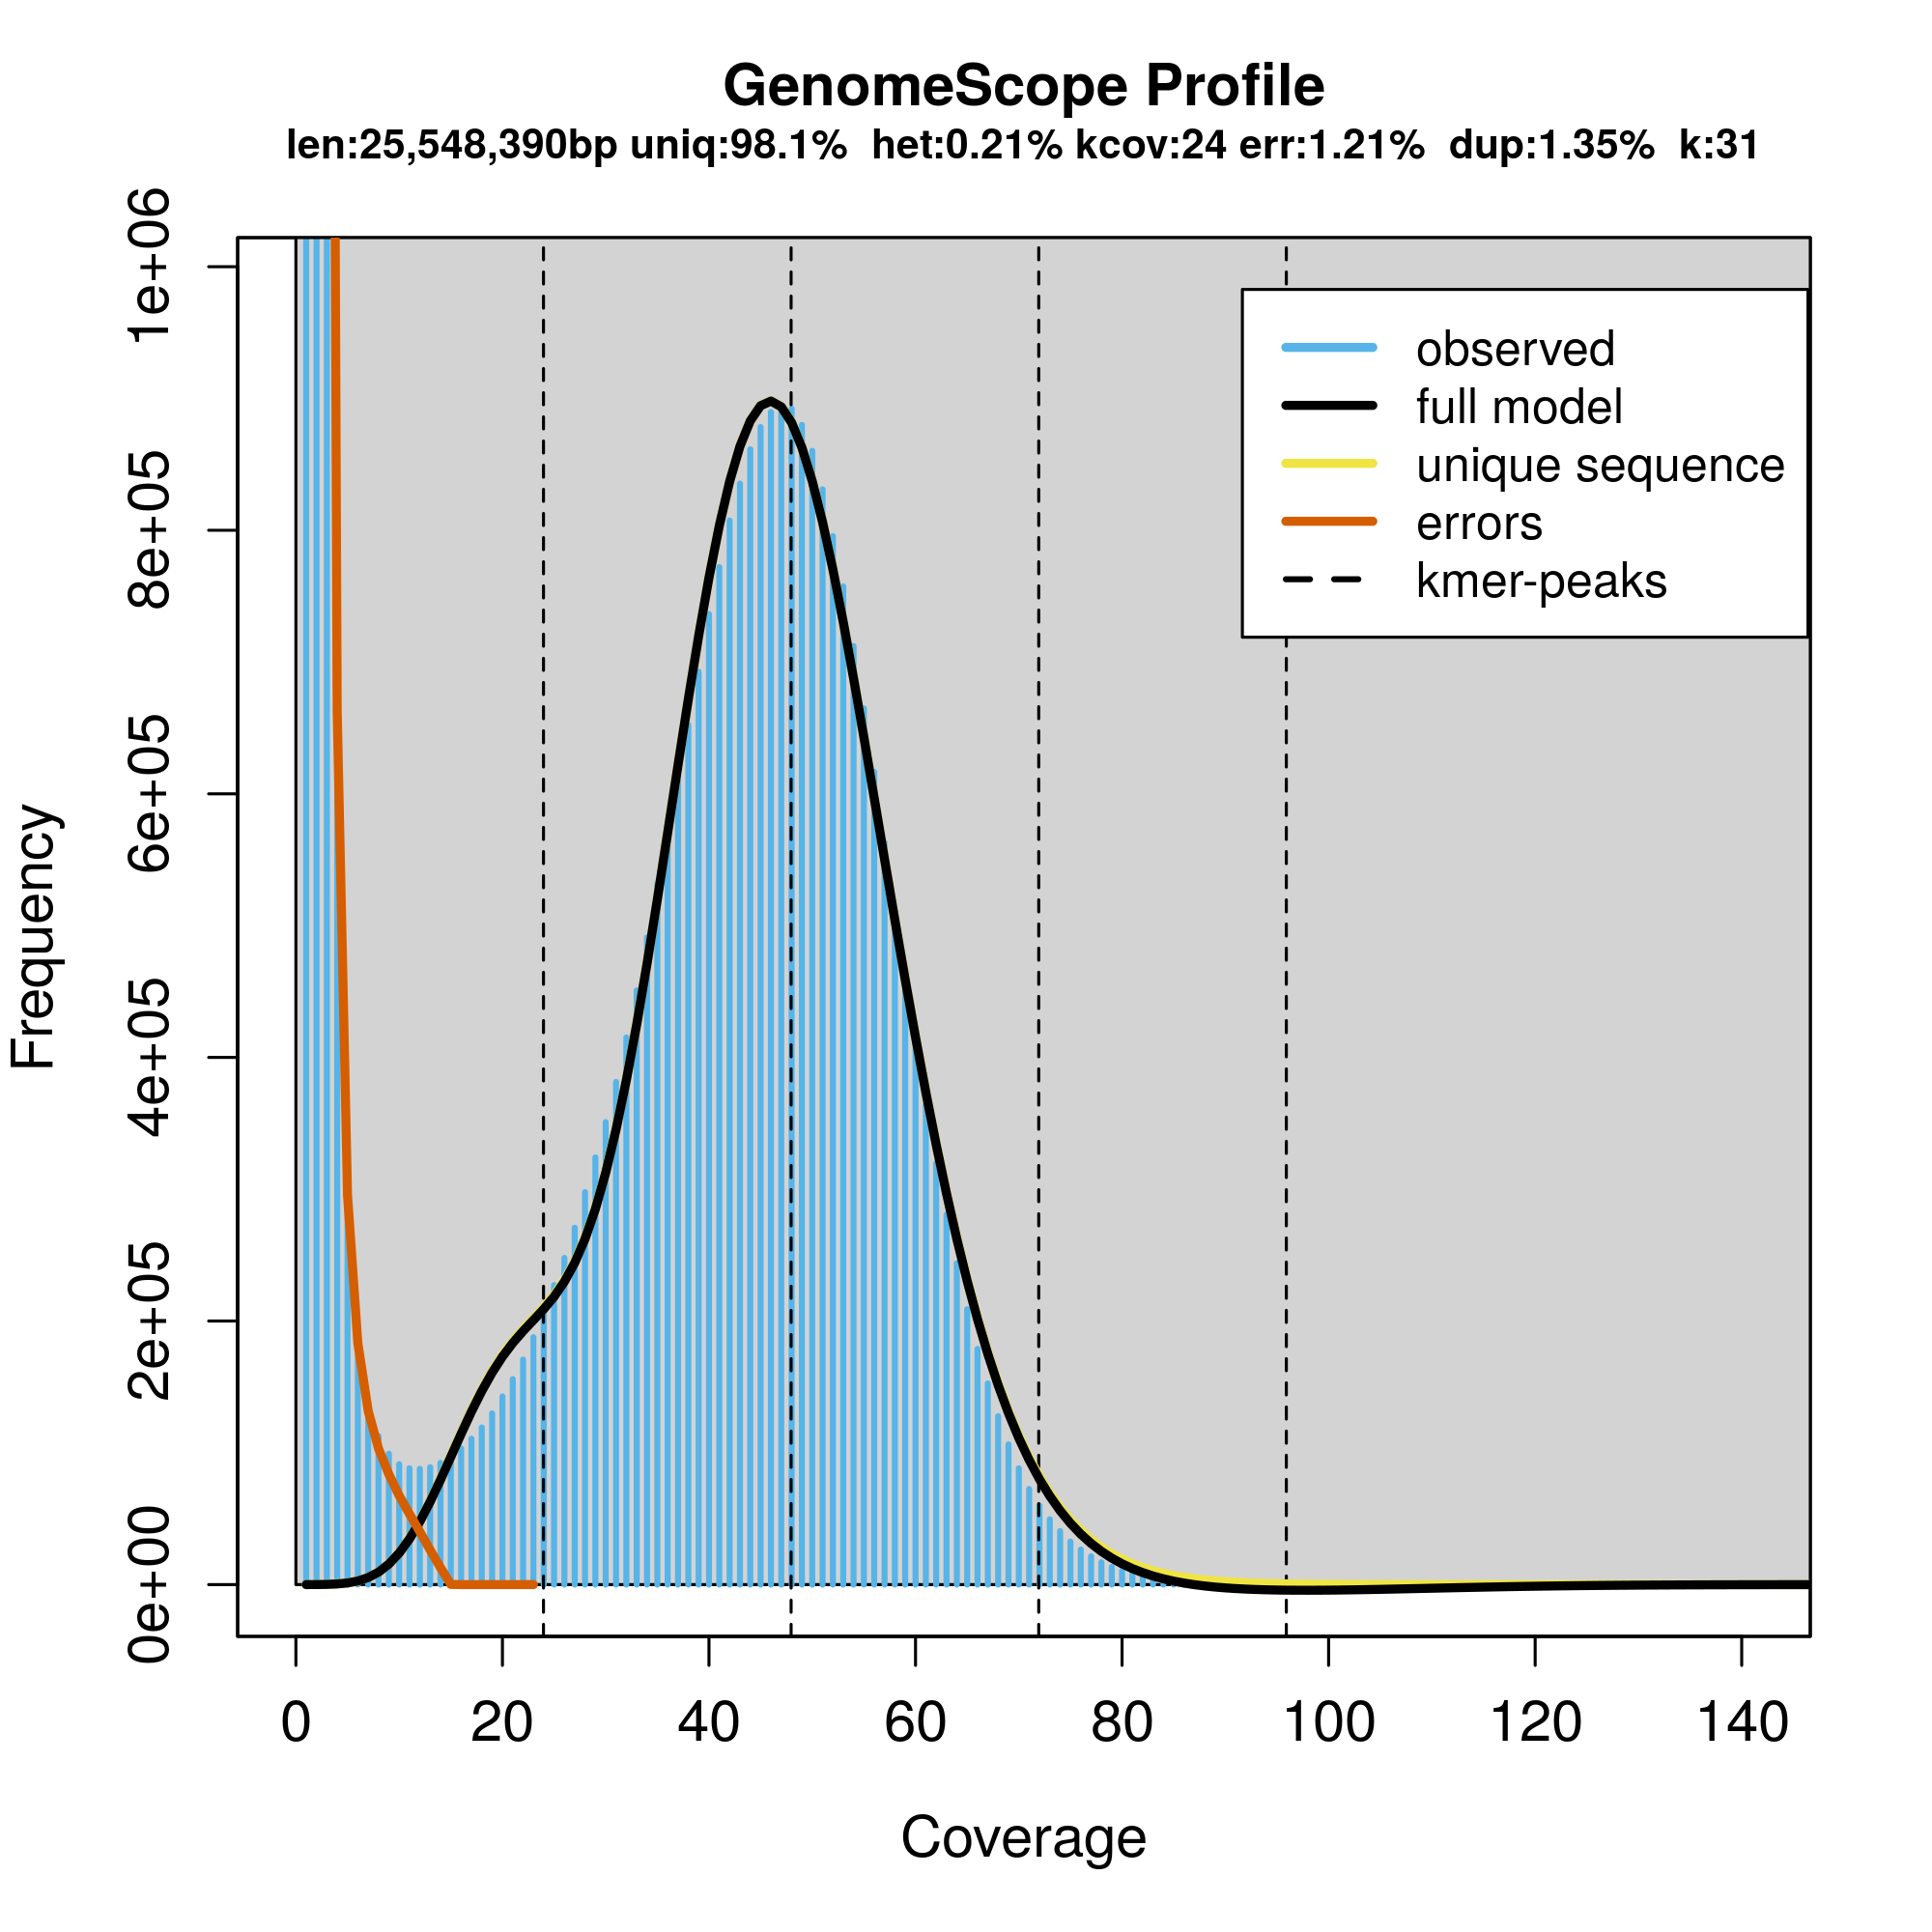 GenomeScope Profile
len:25,548,390bp uniq:98.1% het:0.21% kcov:24 err:1.21% dup:1.35% k:31
1e+06
8e+05
6e+05
4e+05
2e+05
0e+00
Frequency
observed
full model
unique sequence
errors
kmer-peaks
0 20 40 60 80 100 120 140
Coverage